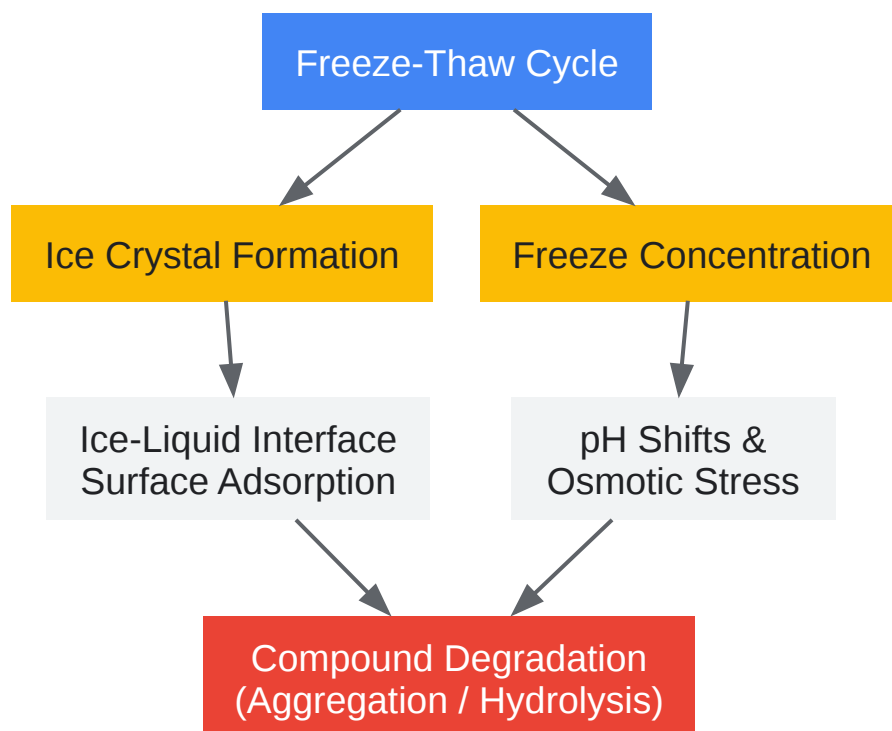 Freeze-Thaw Cycle
Ice Crystal Formation
Freeze Concentration
Ice-Liquid Interface
Surface Adsorption
pH Shifts &
Osmotic Stress
Compound Degradation
(Aggregation / Hydrolysis)